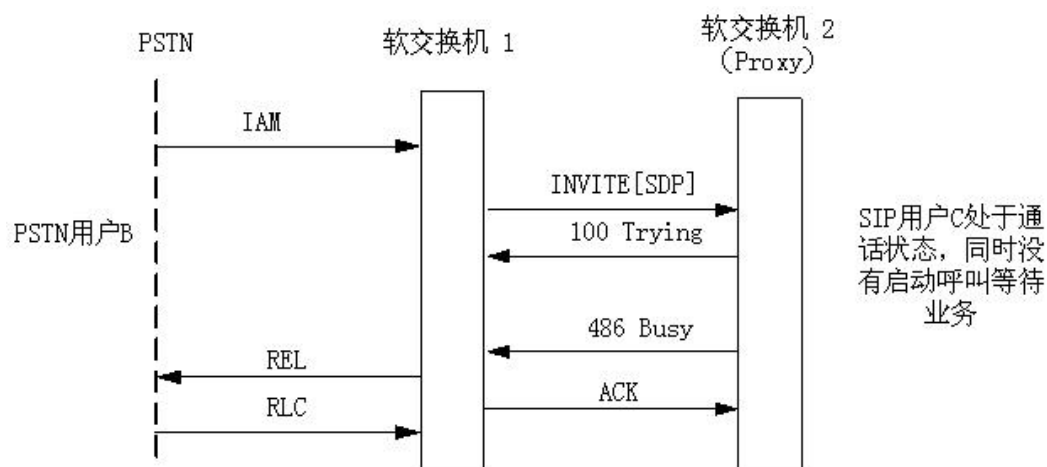 PSTN
软交换机 1
软交换机 2
(Proxy)
IAM
INVITE[SDP]
100 Trying
PSTN用户B
SIP用户C处于通
话状态，同时没
有启动呼叫等待
业务
486 Busy
REL
ACK
RLC